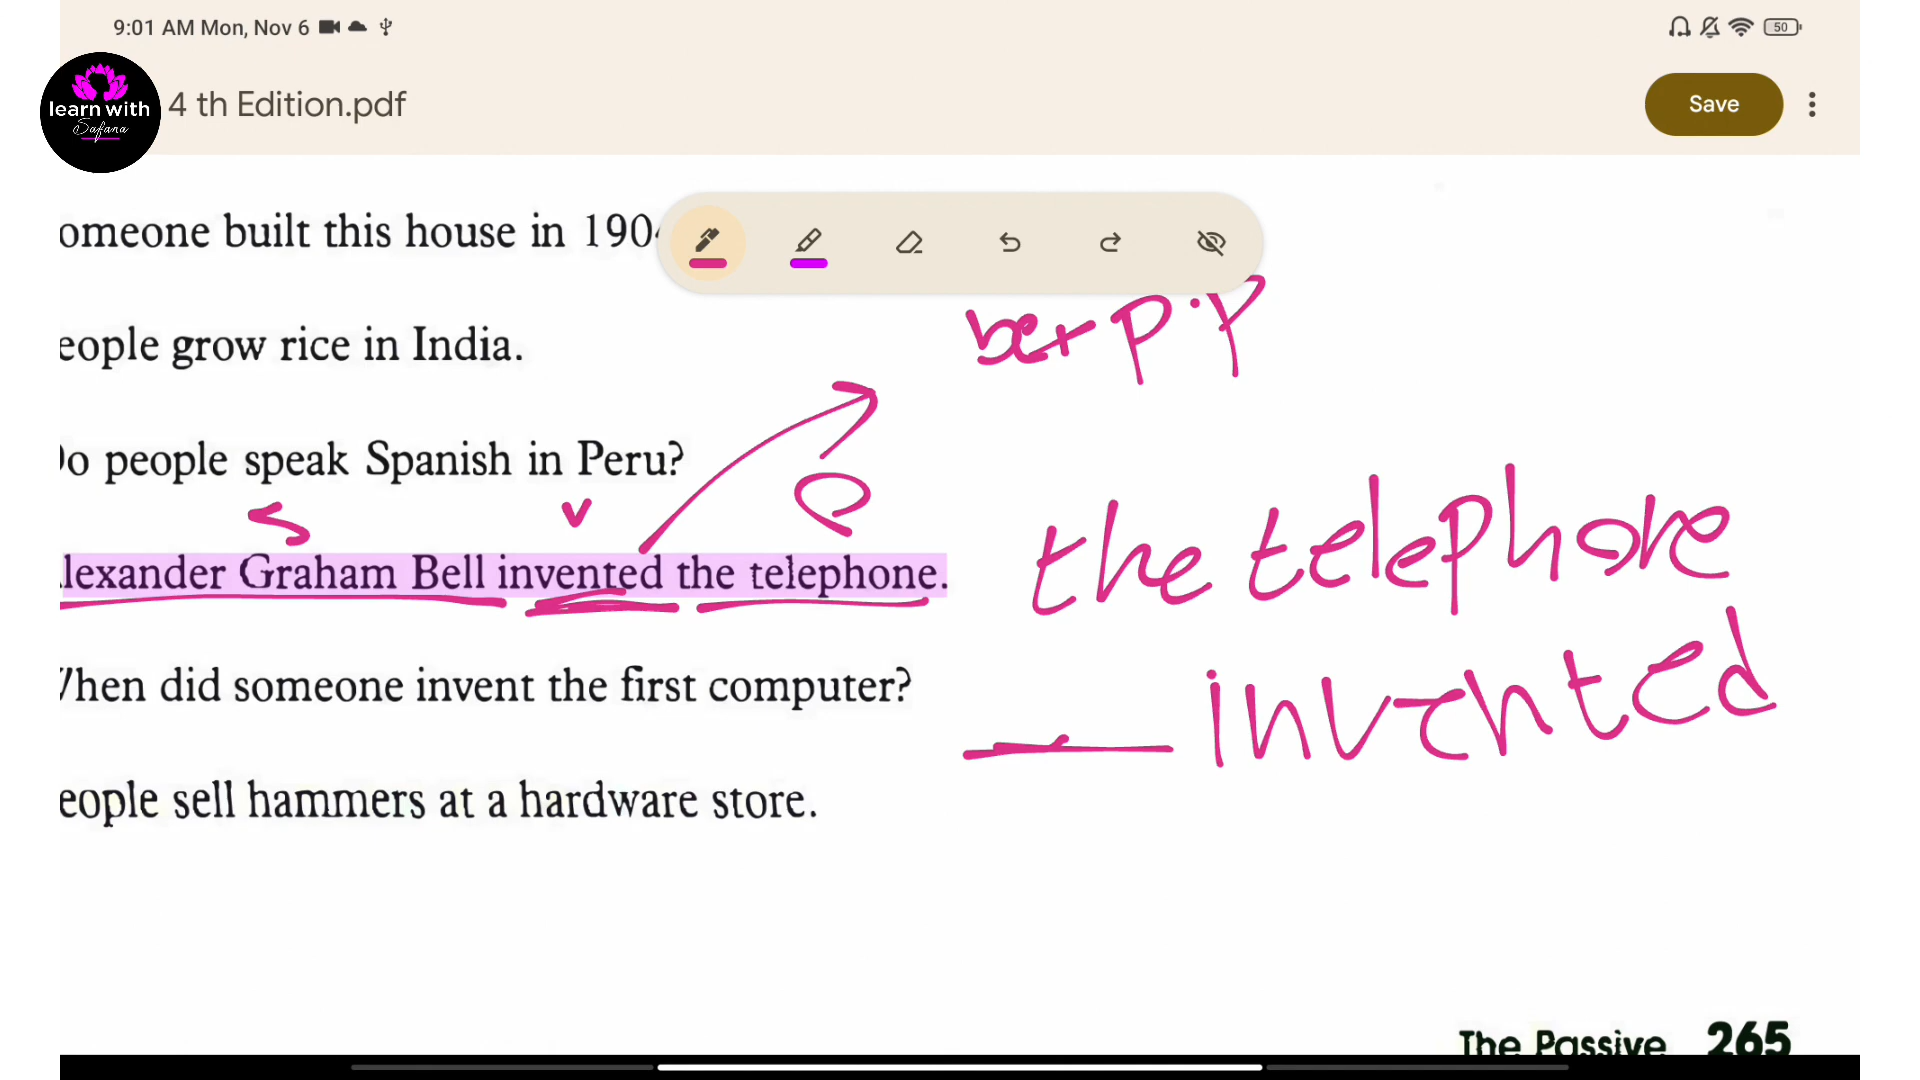 9:01 AM Mon, Nov 6
50
learn with
Safana
4 th Edition.pdf
Save
omeone built this house in 190
be+ p.p
eople grow rice in India.
o people speak Spanish in Peru?
S
v
O
lexander Graham Bell invented the telephone.
the telephone
hen did someone invent the first computer?
invented
eople sell hammers at a hardware store.
The Passive 265